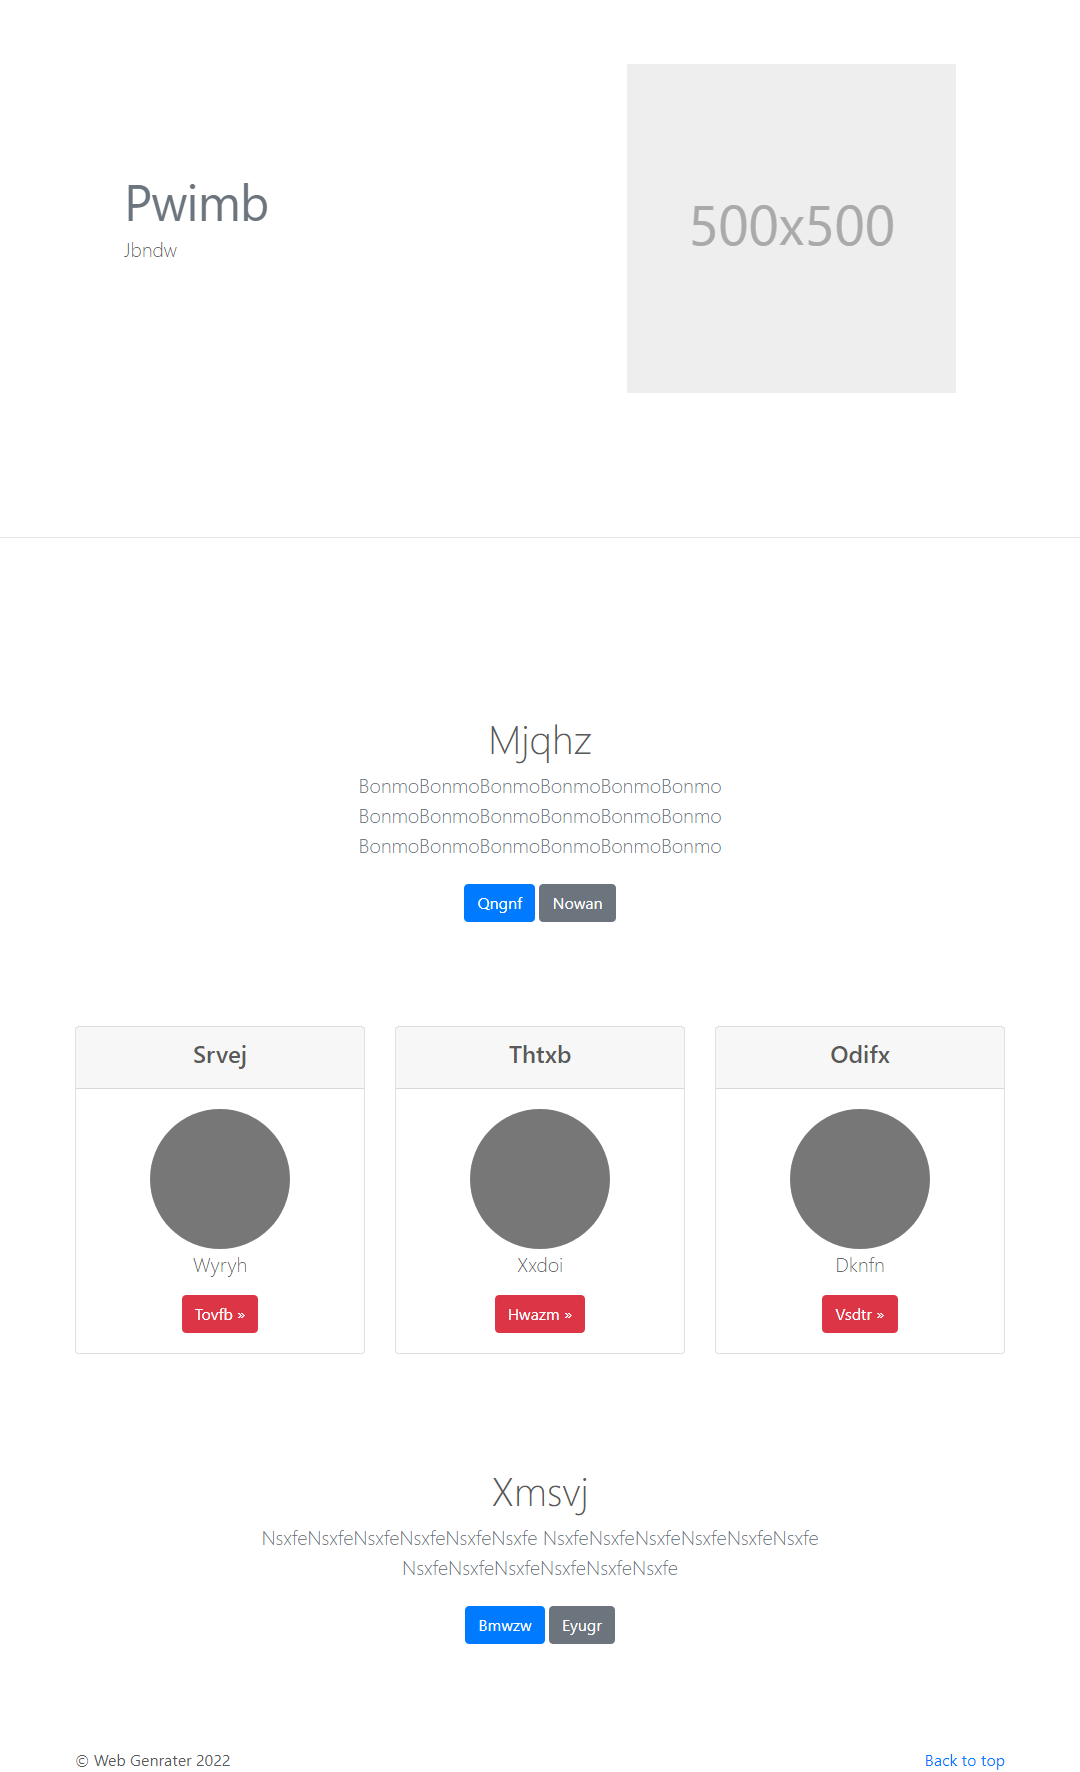 Pwimb
Jbndw
500x500
Mjqhz
BonmoBonmoBonmoBonmoBonmoBonmo
BonmoBonmoBonmoBonmoBonmoBonmo
BonmoBonmoBonmoBonmoBonmoBonmo
Qngnf Nowan
Srvej Thtxb Odifx
Wyryh Xxdoi Dknfn
Tovfb » Hwazm » Vsdtr »
Xmsvj
NsxfeNsxfeNsxfeNsxfeNsxfeNsxfe NsxfeNsxfeNsxfeNsxfeNsxfeNsxfe
NsxfeNsxfeNsxfeNsxfeNsxfeNsxfe
Bmwzw Eyugr
© Web Genrater 2022 Back to top